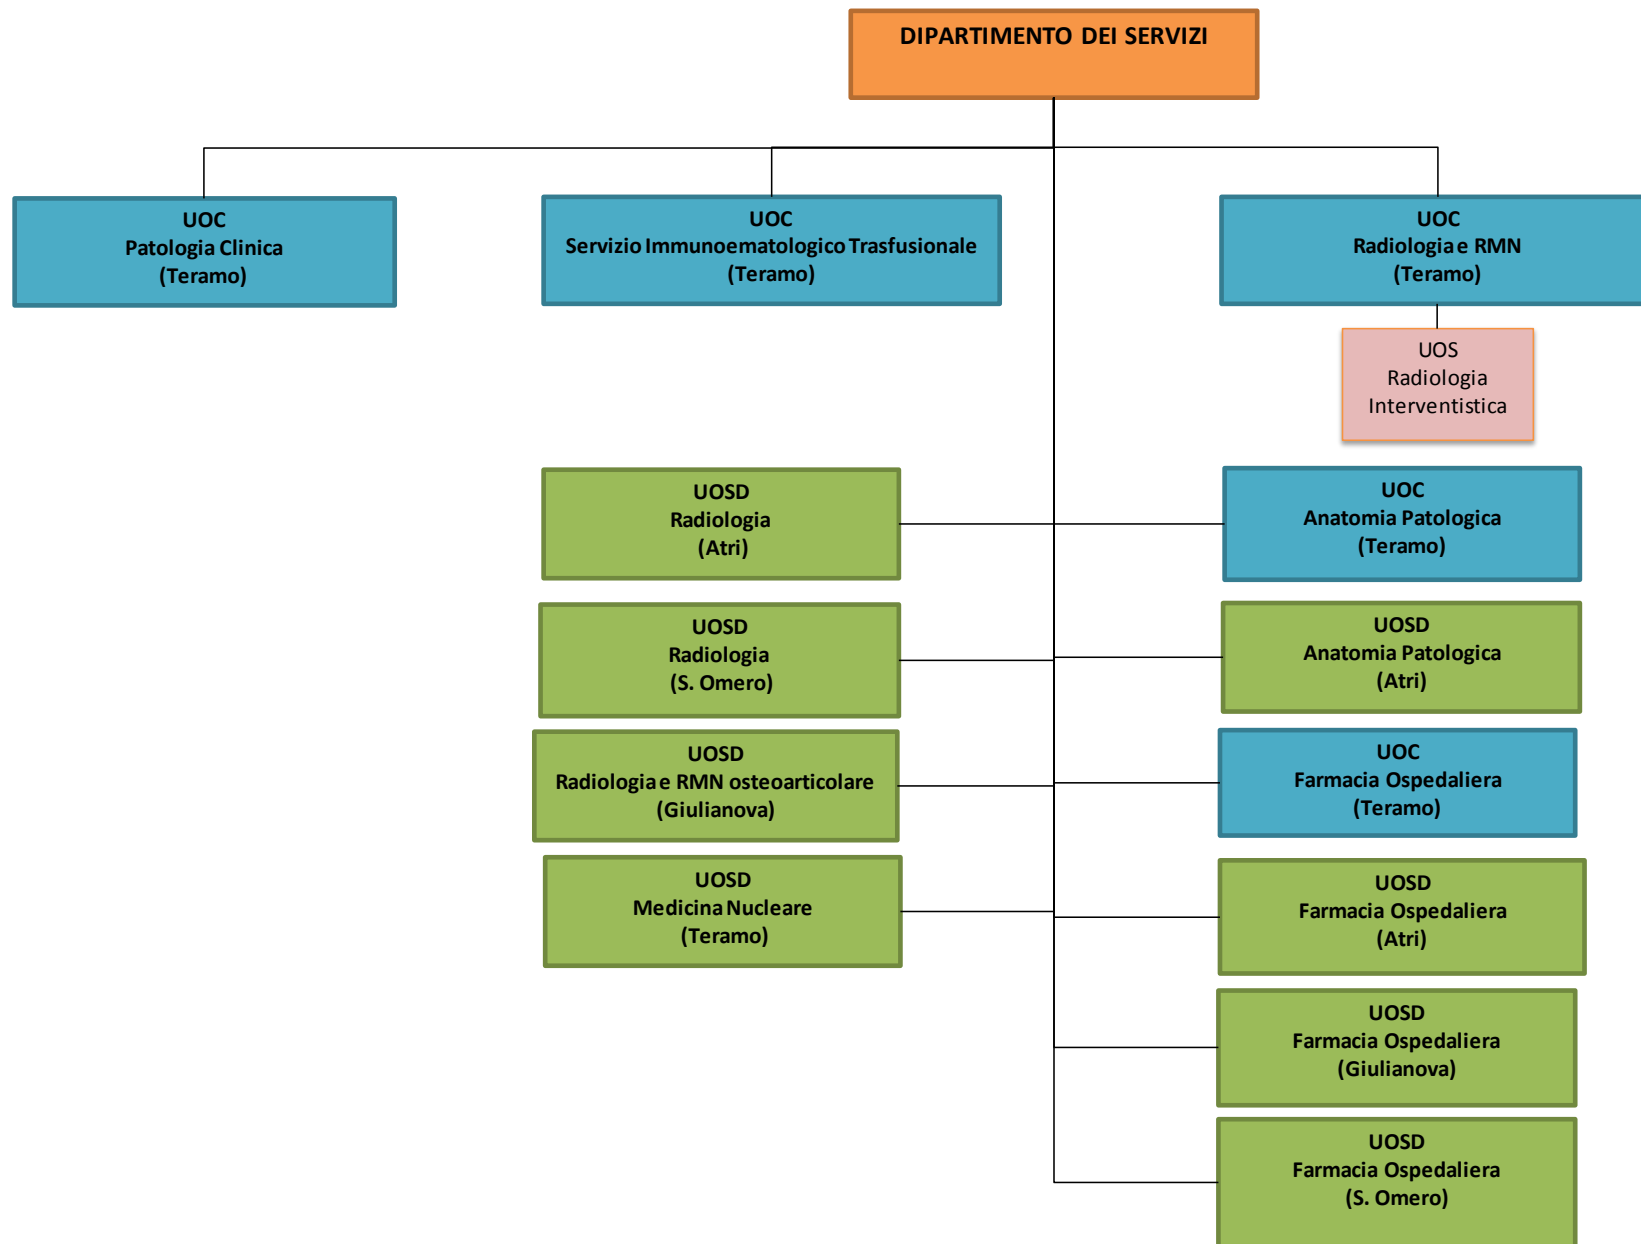 DIPARTIMENTO DEI SERVIZI
UOC
Patologia Clinica
(Teramo)
UOC
Servizio Immunoematologico Trasfusionale
(Teramo)
UOC
Radiologia e RMN
(Teramo)
UOS
Radiologia
Interventistica
UOSD
Radiologia
(Atri)
UOC
Anatomia Patologica
(Teramo)
UOSD
Radiologia
(S. Omero)
UOSD
Anatomia Patologica
(Atri)
UOSD
Radiologia e RMN osteoarticolare
(Giulianova)
UOC
Farmacia Ospedaliera
(Teramo)
UOSD
Medicina Nucleare
(Teramo)
UOSD
Farmacia Ospedaliera
(Atri)
UOSD
Farmacia Ospedaliera
(Giulianova)
UOSD
Farmacia Ospedaliera
(S. Omero)